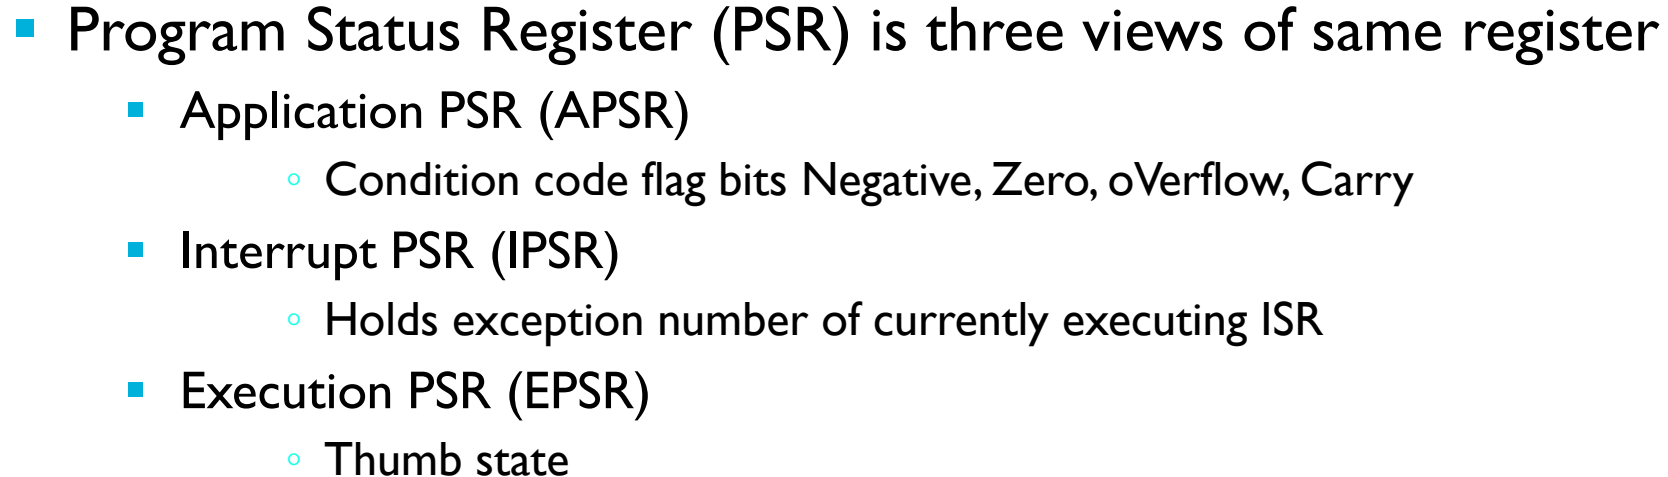 Program Status Register (PSR) is three views of same register
Application PSR (APSR)
Condition code flag bits Negative, Zero, oVerflow, Carry
Interrupt PSR (IPSR)
Holds exception number of currently executing ISR
Execution PSR (EPSR)
Thumb state